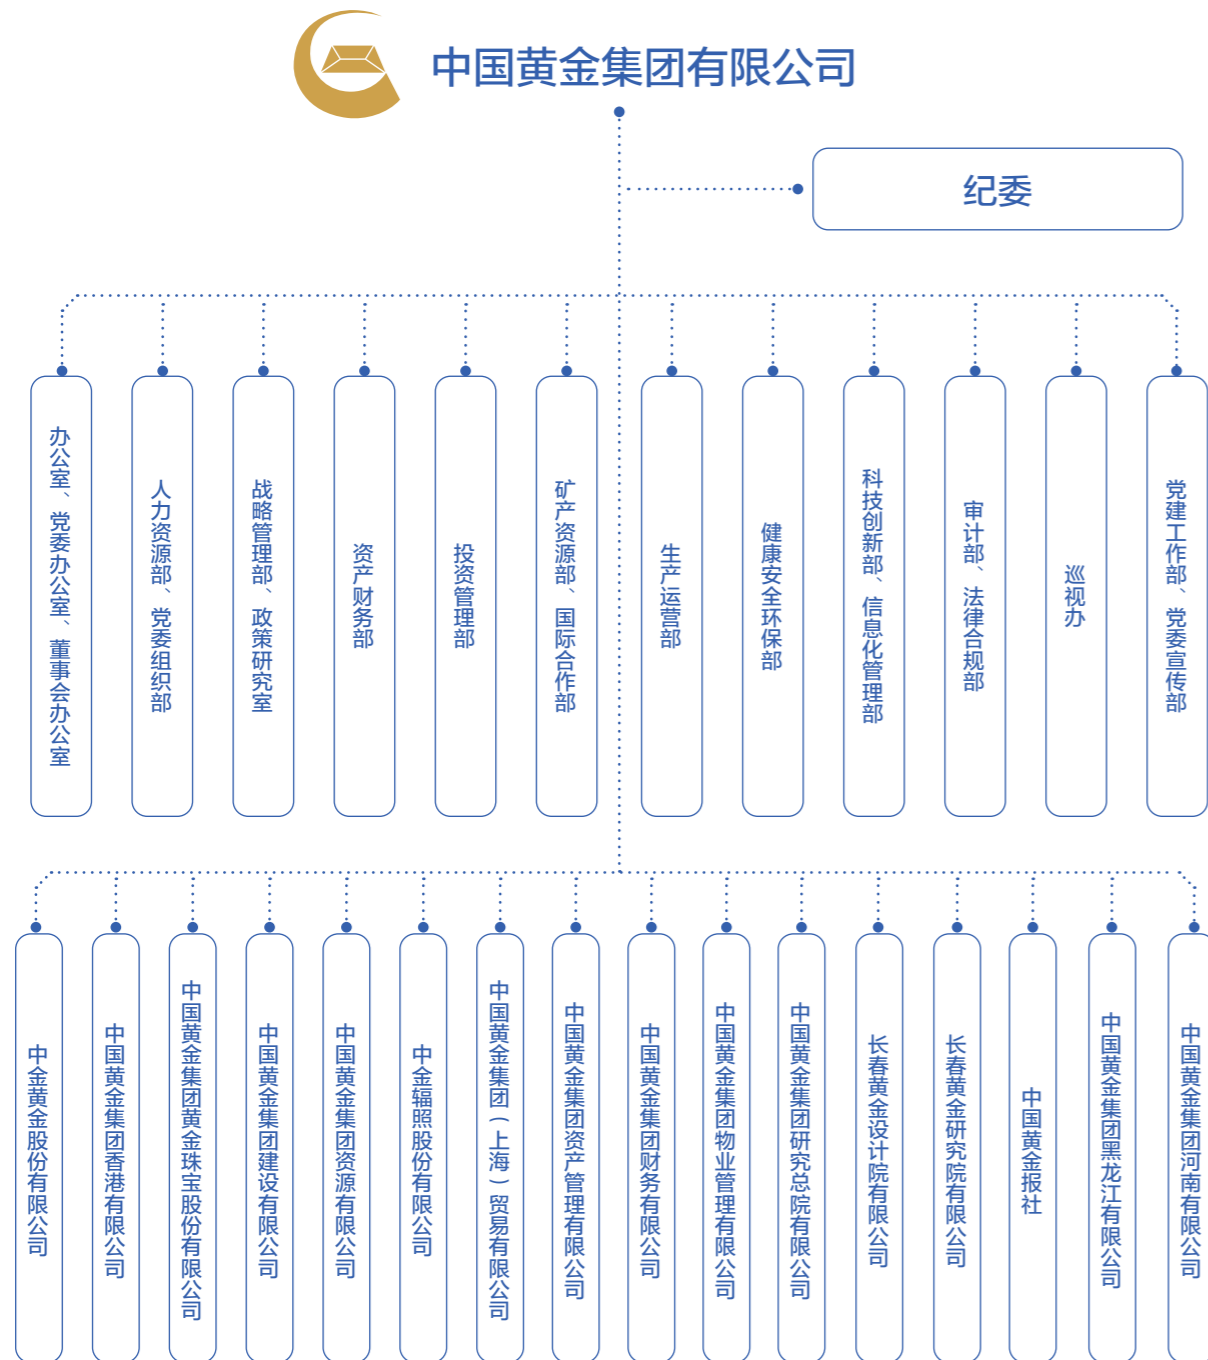 中国黄金集团有限公司
纪委
办公室、党委办公室、董事会办公室
人力资源部、党委组织部
战略管理部、政策研究室
资产财务部
投资管理部
矿产资源部、国际合作部
生产运营部
健康安全环保部
科技创新部、信息化管理部
审计部、法律合规部
巡视办
党建工作部、党委宣传部
中金黄金股份有限公司
中国黄金集团香港有限公司
中国黄金集团黄金珠宝股份有限公司
中国黄金集团建设有限公司
中国黄金集团资源有限公司
中金辐照股份有限公司
中国黄金集团（上海）贸易有限公司
中国黄金集团资产管理有限公司
中国黄金集团财务有限公司
中国黄金集团物业管理有限公司
中国黄金集团研究总院有限公司
长春黄金设计院有限公司
长春黄金研究院有限公司
中国黄金报社
中国黄金集团黑龙江有限公司
中国黄金集团河南有限公司